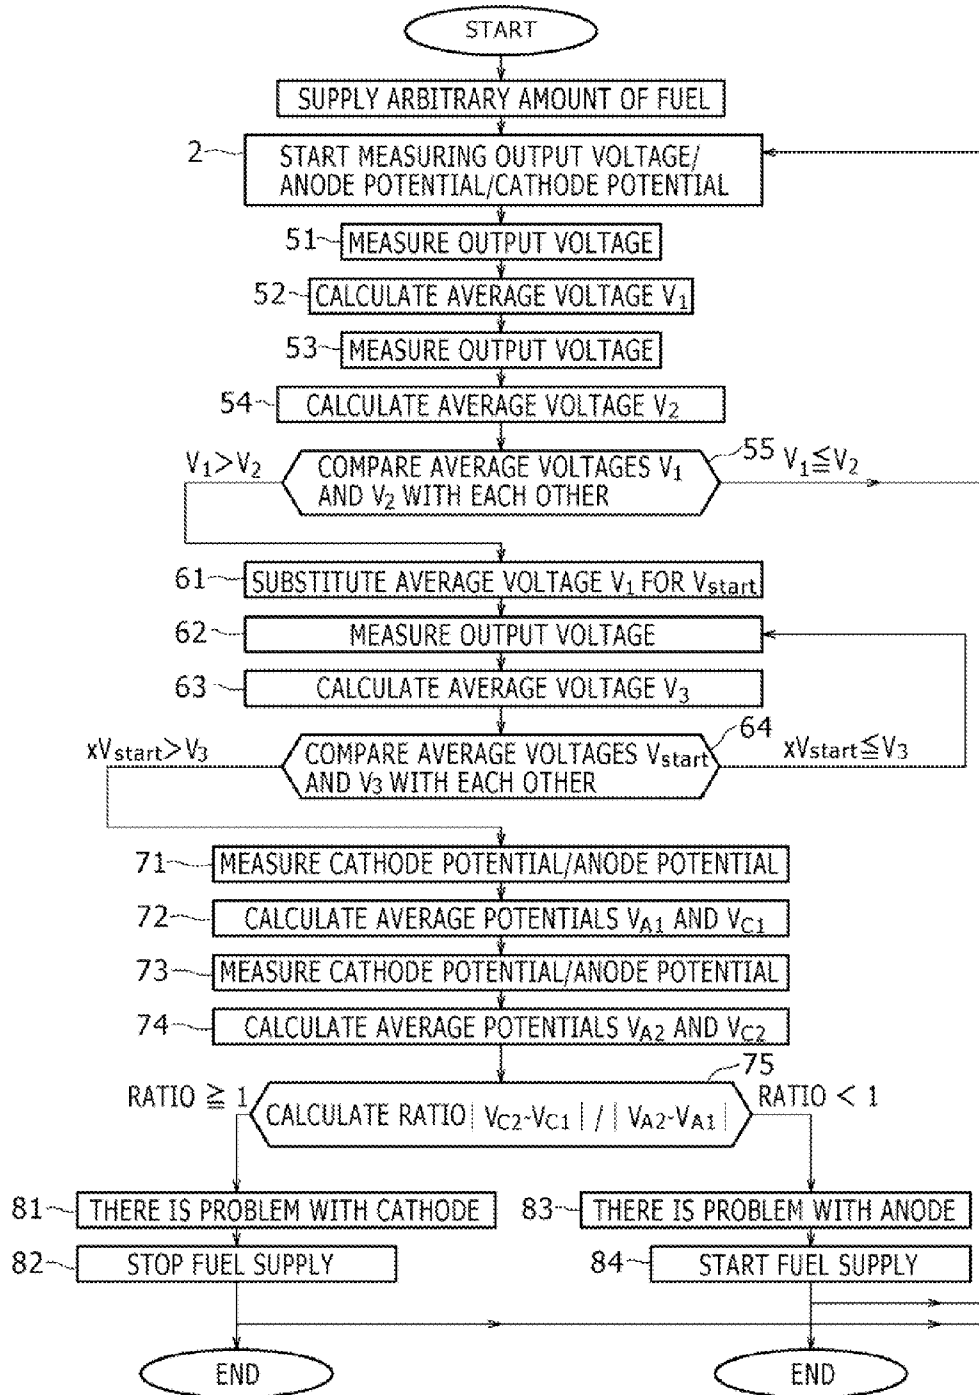 START
SUPPLY ARBITRARY AMOUNT OF FUEL
2
START MEASURING OUTPUT VOLTAGE/
ANODE POTENTIAL/CATHODE POTENTIAL
51
MEASURE OUTPUT VOLTAGE
52
CALCULATE AVERAGE VOLTAGE V1
53
MEASURE OUTPUT VOLTAGE
54
CALCULATE AVERAGE VOLTAGE V2
55
V1>V2
COMPARE AVERAGE VOLTAGES V1
AND V2 WITH EACH OTHER
V1≦V2
61
SUBSTITUTE AVERAGE VOLTAGE V1 FOR Vstart
62
MEASURE OUTPUT VOLTAGE
63
CALCULATE AVERAGE VOLTAGE V3
64
xVstart>V3
COMPARE AVERAGE VOLTAGES Vstart
AND V3 WITH EACH OTHER
xVstart≦V3
71
MEASURE CATHODE POTENTIAL/ANODE POTENTIAL
72
CALCULATE AVERAGE POTENTIALS VA1 AND VC1
73
MEASURE CATHODE POTENTIAL/ANODE POTENTIAL
74
CALCULATE AVERAGE POTENTIALS VA2 AND VC2
75
RATIO ≧ 1
CALCULATE RATIO | VC2-VC1 | / | VA2-VA1 |
RATIO < 1
81
THERE IS PROBLEM WITH CATHODE
83
THERE IS PROBLEM WITH ANODE
82
STOP FUEL SUPPLY
84
START FUEL SUPPLY
END
END